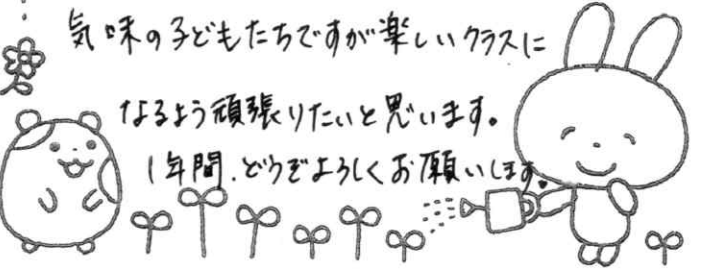 気味の子どもたちですが楽しいクラスに
なるよう頑張りたいと思います。
1年間、どうぞよろしくお願いします。